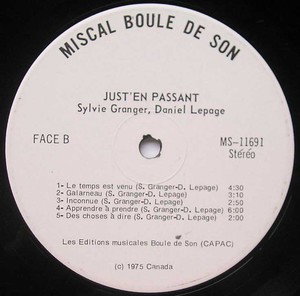 MISCAL BOULE DE SON
JUST'EN PASSANT
Sylvie Granger, Daniel Lepage
FACE B
MS-11691
Stéréo
1- Le temps est venu (S. Granger-D. Lepage) 4:30
2- Galarneau (S. Granger-D. Lepage) 3:10
3- Inconnue (S. Granger-D. Lepage) 2:50
4- Apprendre à prendre (S. Granger-D. Lepage) 6:00
5- Des choses à dire (S. Granger-D. Lepage) 2:50
Les Editions musicales Boule de Son (CAPAC)
(c) 1975 Canada